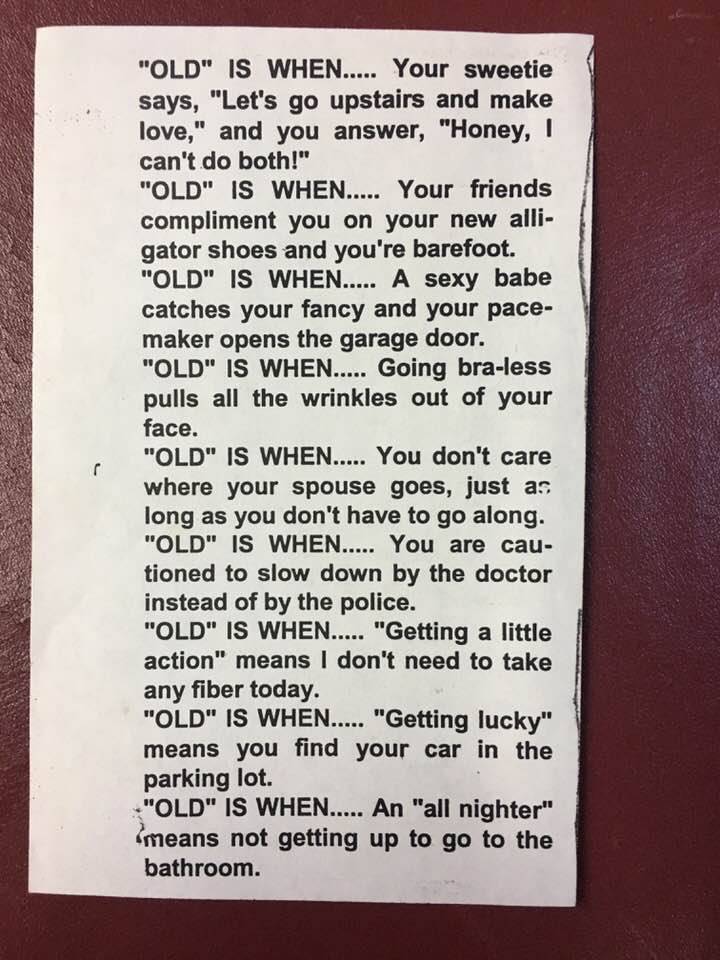 "OLD" IS WHEN..... Your sweetie
says, "Let's go upstairs and make
love," and you answer, "Honey, I
can't do both!"
"OLD" IS WHEN..... Your friends
compliment you on your new alli-
gator shoes and you're barefoot.
"OLD" IS WHEN..... A sexy babe
catches your fancy and your pace-
maker opens the garage door.
"OLD" IS WHEN..... Going bra-less
pulls all the wrinkles out of your
face.
"OLD" IS WHEN..... You don't care
where your spouse goes, just as
long as you don't have to go along.
"OLD" IS WHEN..... You are cau-
tioned to slow down by the doctor
instead of by the police.
"OLD" IS WHEN..... "Getting a little
action" means I don't need to take
any fiber today.
"OLD" IS WHEN..... "Getting lucky"
means you find your car in the
parking lot.
"OLD" IS WHEN..... An "all nighter"
means not getting up to go to the
bathroom.